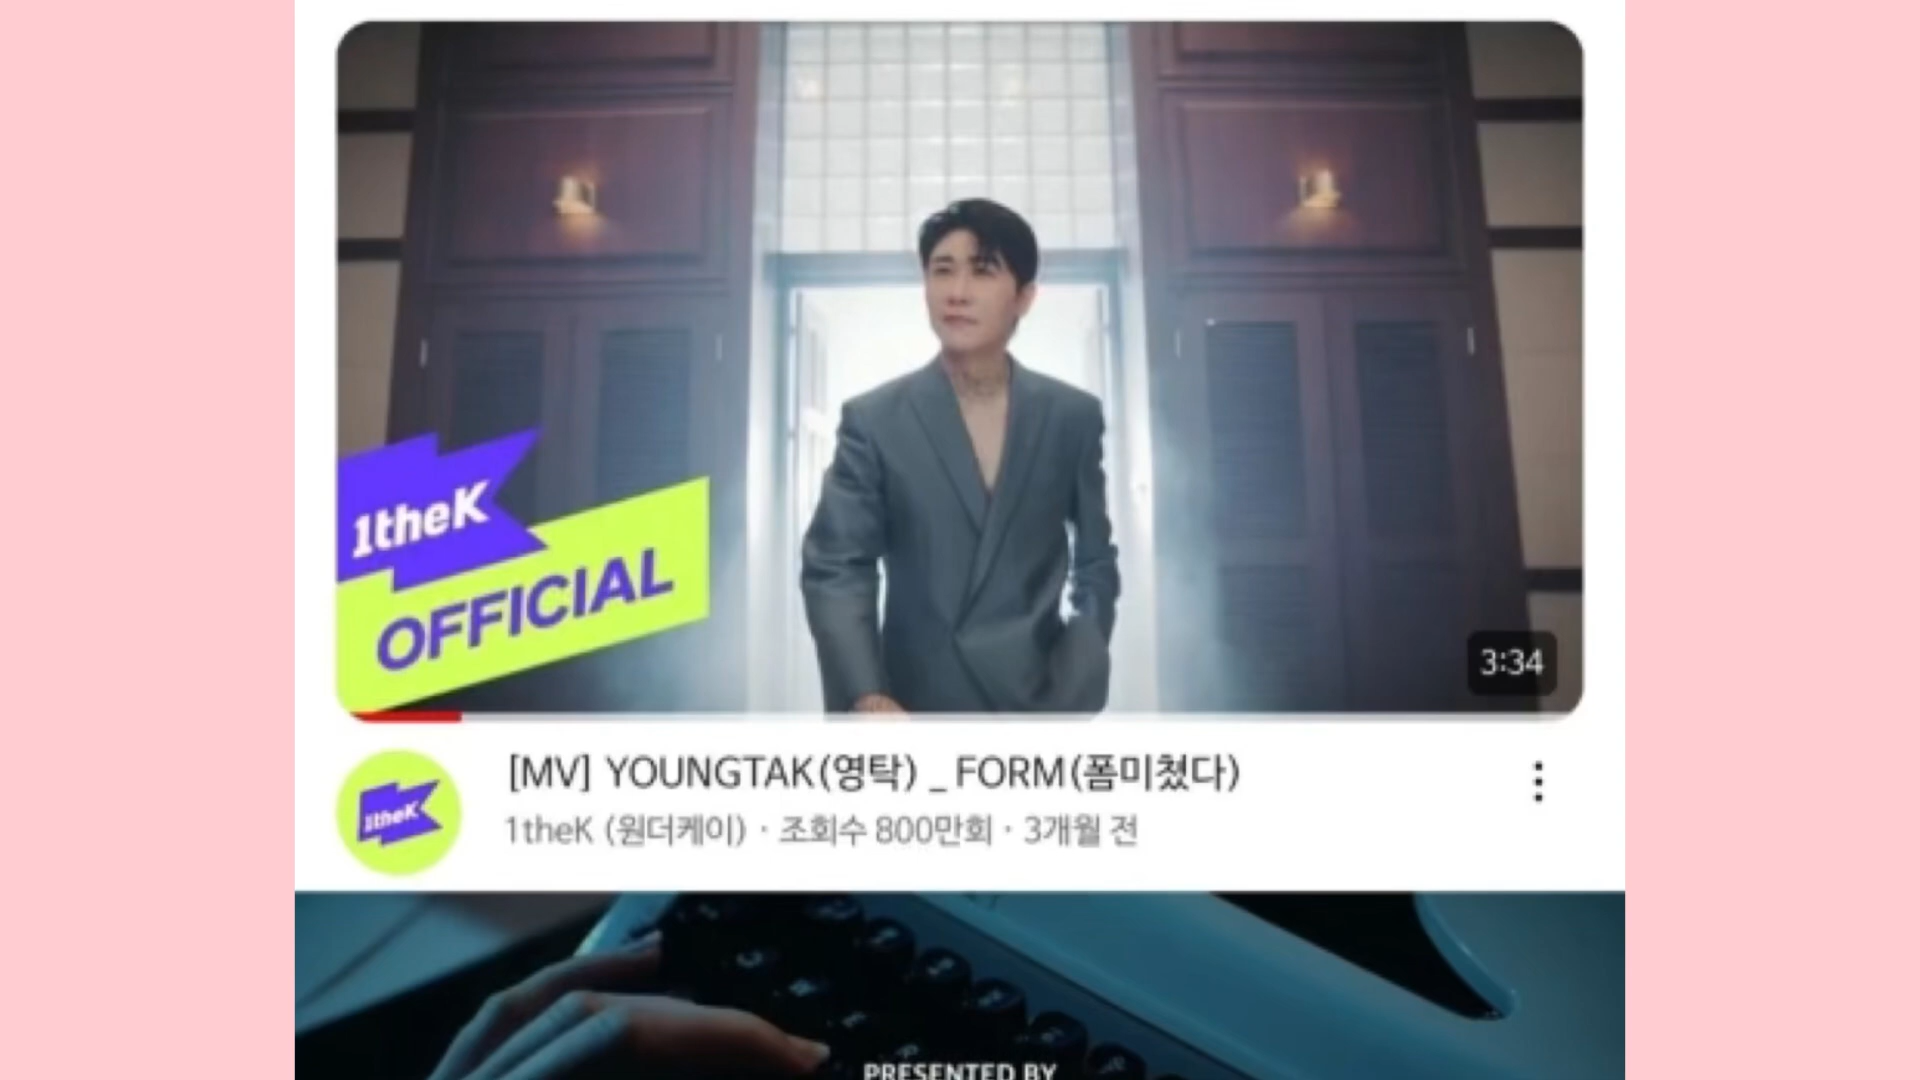 1theK
OFFICIAL
3:34
1theK
[MV] YOUNGTAK(영탁) _ FORM(폼미쳤다)
1theK (원더케이) · 조회수 800만회 · 3개월 전
PRESENTED BY